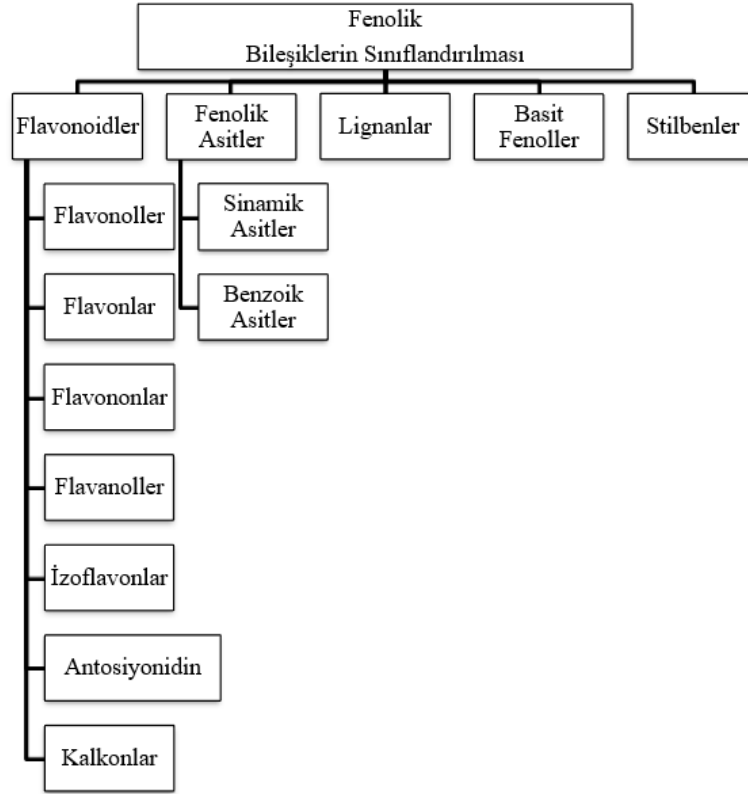 Fenolik
Bileşiklerin Sınıflandırılması
Flavonoidler
Fenolik
Asitler
Lignanlar
Basit
Fenoller
Stilbenler
Flavonoller
Flavonlar
Flavononlar
Flavanoller
İzoflavonlar
Antosiyonidin
Kalkonlar
Sinamik
Asitler
Benzoik
Asitler